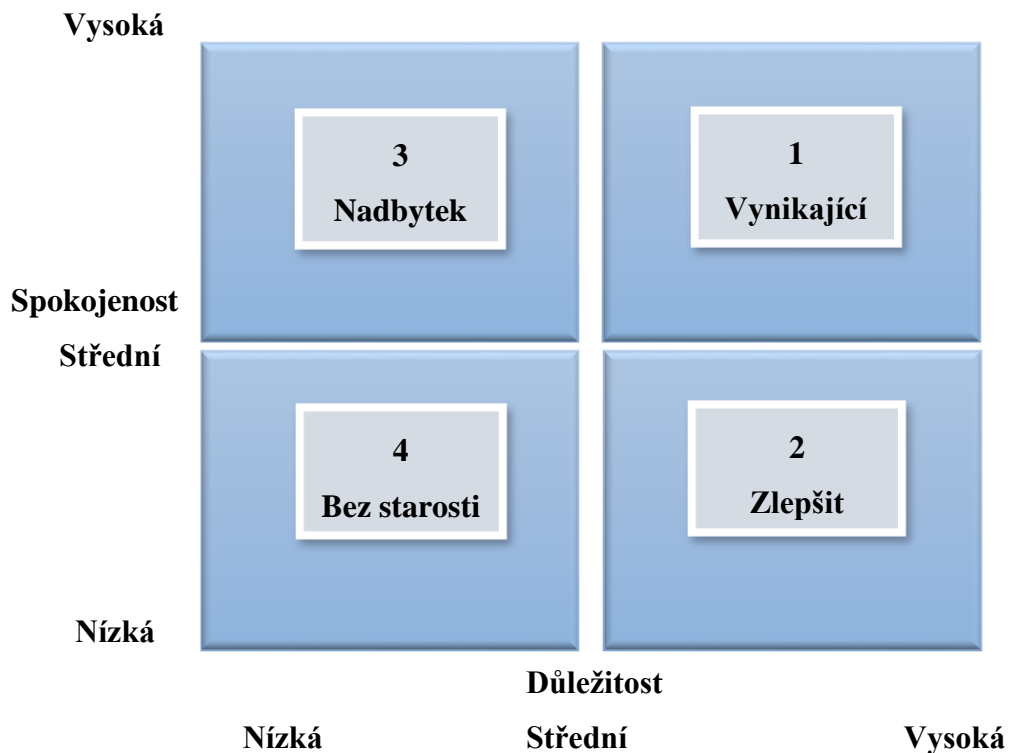 Vysoká
3
Nadbytek
1
Vynikající
Spokojenost
Střední
4
Bez starosti
2
Zlepšit
Nízká
Důležitost
Nízká Střední Vysoká